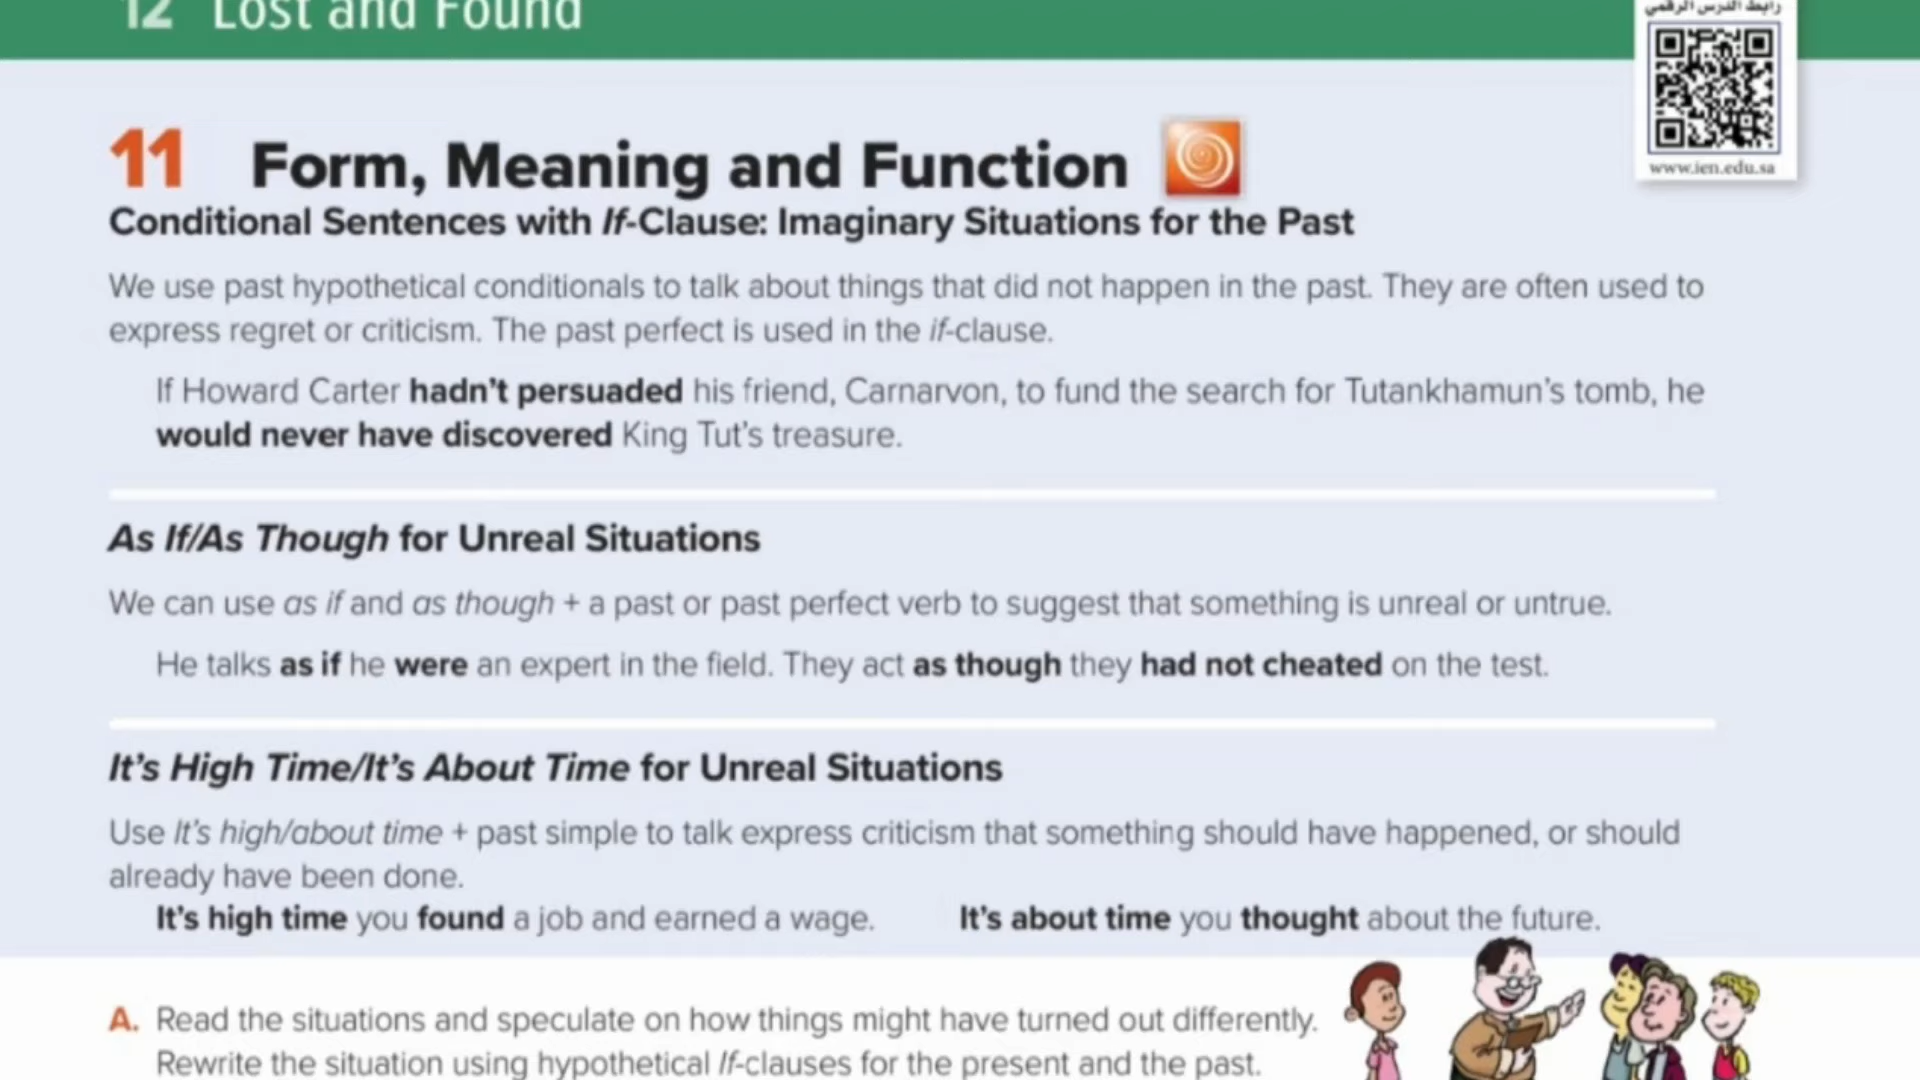 12 Lost and Found
رابط الدرس الرقمي
www.ien.edu.sa
11 Form, Meaning and Function
Conditional Sentences with If-Clause: Imaginary Situations for the Past
We use past hypothetical conditionals to talk about things that did not happen in the past. They are often used to
express regret or criticism. The past perfect is used in the if-clause.
If Howard Carter hadn't persuaded his friend, Carnarvon, to fund the search for Tutankhamun's tomb, he
would never have discovered King Tut's treasure.
As If/As Though for Unreal Situations
We can use as if and as though + a past or past perfect verb to suggest that something is unreal or untrue.
He talks as if he were an expert in the field. They act as though they had not cheated on the test.
It's High Time/It's About Time for Unreal Situations
Use It's high/about time + past simple to talk express criticism that something should have happened, or should
already have been done.
It's high time you found a job and earned a wage. It's about time you thought about the future.
A. Read the situations and speculate on how things might have turned out differently.
Rewrite the situation using hypothetical If-clauses for the present and the past.